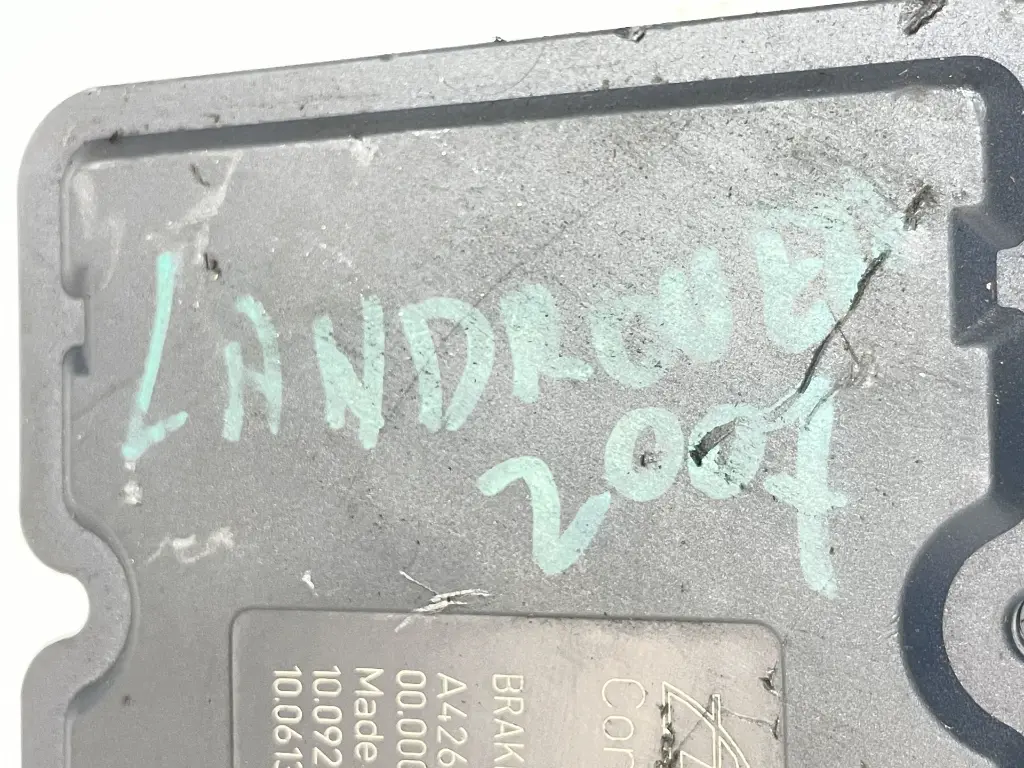 LANDROVER
2007
Con
BRAK
A426
00.000
Made
10.092
10.061